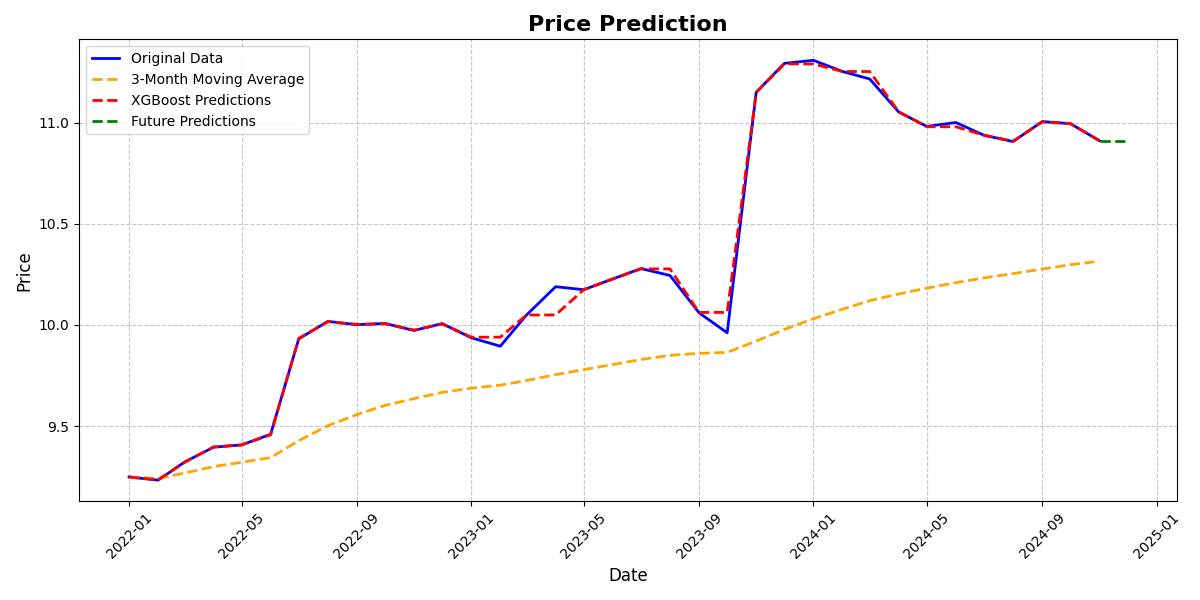 Price Prediction
Original Data
3-Month Moving Average
XGBoost Predictions
Future Predictions
Price
11.0
10.5
10.0
9.5
2022-01
2022-05
2022-09
2023-01
2023-05
2023-09
2024-01
2024-05
2024-09
2025-01
Date